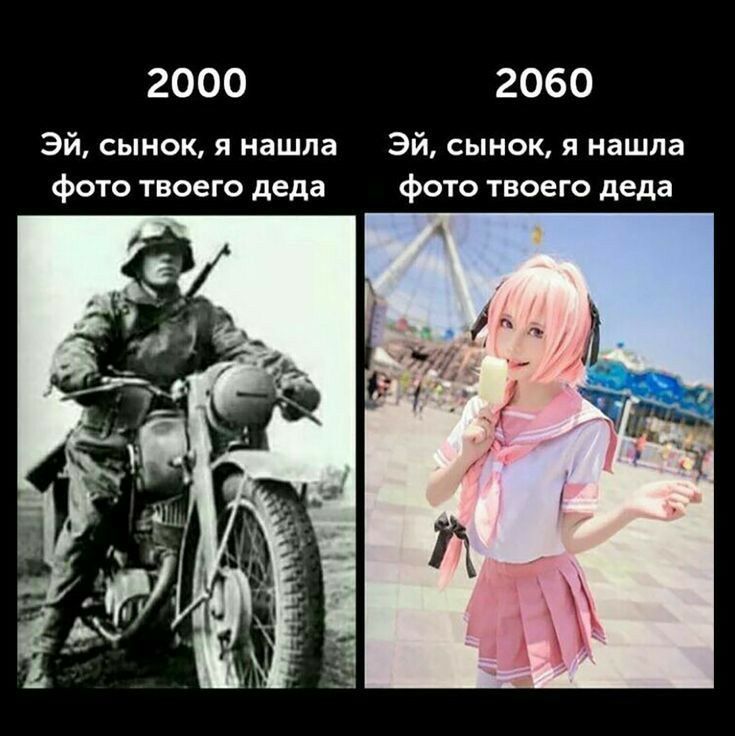 2000
Эй, сынок, я нашла
фото твоего деда
2060
Эй, сынок, я нашла
фото твоего деда